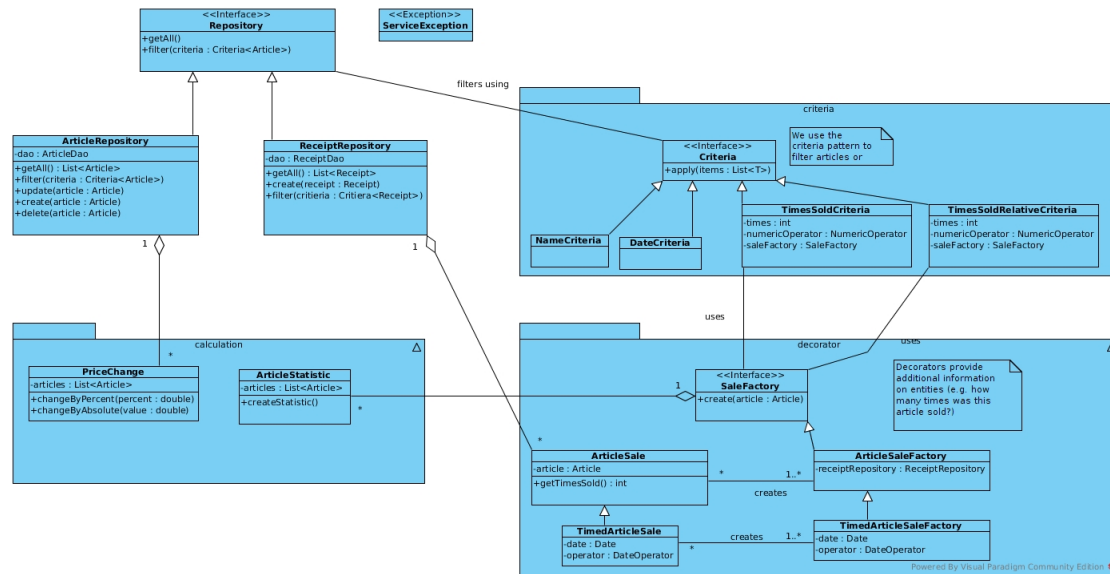 <<Interface>>
Repository
+getAll()
+filter(criteria : Criteria<Article>)
<<Exception>>
ServiceException
filters using
ArticleRepository
-dao : ArticleDao
+getAll() : List<Article>
+filter(criteria : Criteria<Article>)
+update(article : Article)
+create(article : Article)
+delete(article : Article)
1
ReceiptRepository
-dao : ReceiptDao
+getAll() : List<Receipt>
+create(receipt : Receipt)
+filter(critieria : Critiera<Receipt>)
1
criteria
<<Interface>>
Criteria
+apply(items : List<T>)
We use the
criteria pattern to
filter articles or
NameCriteria
DateCriteria
TimesSoldCriteria
-times : int
-numericOperator : NumericOperator
-saleFactory : SaleFactory
TimesSoldRelativeCriteria
-times : int
-numericOperator : NumericOperator
-saleFactory : SaleFactory
uses
uses
calculation
*
PriceChange
-articles : List<Article>
+changeByPercent(percent : double)
+changeByAbsolute(value : double)
ArticleStatistic
-articles : List<Article>
+createStatistic()
*
decorator
1
<<Interface>>
SaleFactory
+create(article : Article)
Decorators provide
additional information
on entities (e.g. how
many times was this
article sold?)
*
ArticleSale
-article : Article
+getTimesSold() : int
*
1..*
creates
ArticleSaleFactory
-receiptRepository : ReceiptRepository
TimedArticleSale
-date : Date
-operator : DateOperator
*
creates
1..*
TimedArticleSaleFactory
-date : Date
-operator : DateOperator
Powered By Visual Paradigm Community Edition